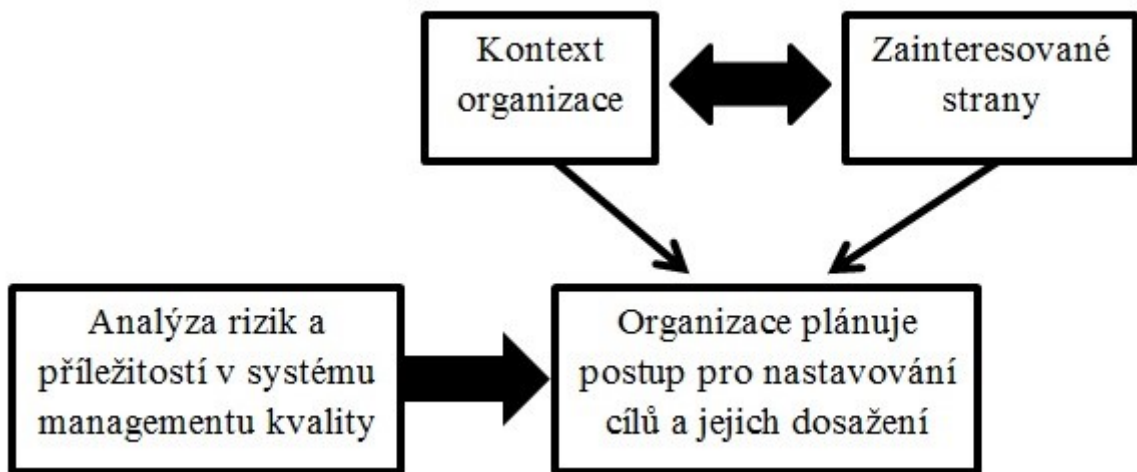 Kontext
organizace
Zainteresované
strany
Analýza rizik a
příležitostí v systému
managementu kvality
Organizace plánuje
postup pro nastavování
cílů a jejich dosažení